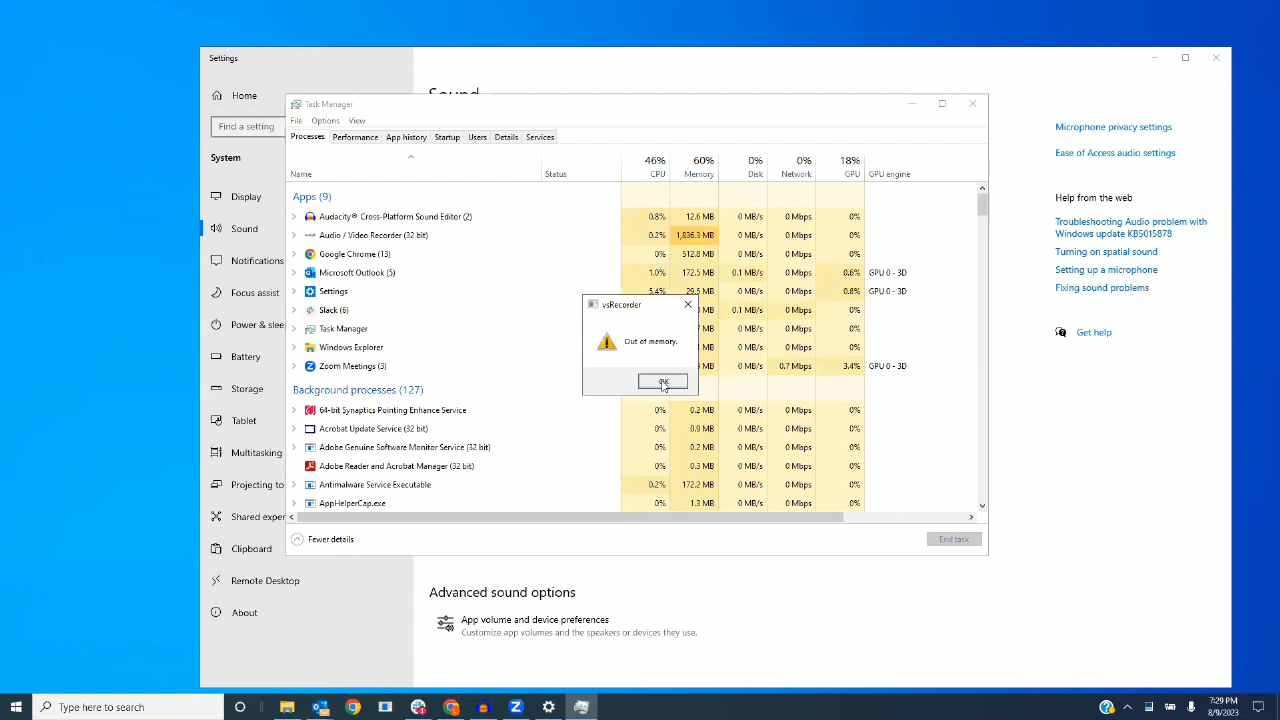 Settings
Home
Find a setting
System
Display
Sound
Notifications
Focus assist
Power & slee
Battery
Storage
Tablet
Multitasking
Projecting to
Shared exper
Clipboard
Remote Desktop
About
Sound
Task Manager
File Options View
Processes Performance App history Startup Users Details Services
46% 60% 0% 0% 18%
Name Status CPU Memory Disk Network GPU GPU engine
Apps (9)
Audacity® Cross-Platform Sound Editor (2) 0.8% 12.6 MB 0 MB/s 0 Mbps 0%
Audio / Video Recorder (32 bit) 0.2% 1,836.3 MB 0 MB/s 0 Mbps 0%
Google Chrome (13) 0% 512.8 MB 0 MB/s 0 Mbps 0%
Microsoft Outlook (5) 1.0% 172.5 MB 0.1 MB/s 0 Mbps 0.6% GPU 0 - 3D
Settings 5.4% 29.5 MB 0 MB/s 0 Mbps 0.8% GPU 0 - 3D
Slack (6) MB 0.1 MB/s 0 Mbps 0%
Task Manager MB 0 MB/s 0 Mbps 0%
Windows Explorer MB 0 MB/s 0 Mbps 0%
Zoom Meetings (3) MB 0 MB/s 0.7 Mbps 3.4% GPU 0 - 3D
Background processes (127)
64-bit Synaptics Pointing Enhance Service 0% 0.2 MB 0 MB/s 0 Mbps 0%
Acrobat Update Service (32 bit) 0% 0.9 MB 0 MB/s 0 Mbps 0%
Adobe Genuine Software Monitor Service (32 bit) 0% 0.2 MB 0 MB/s 0 Mbps 0%
Adobe Reader and Acrobat Manager (32 bit) 0% 0.3 MB 0 MB/s 0 Mbps 0%
Antimalware Service Executable 0.2% 172.2 MB 0 MB/s 0 Mbps 0%
AppHelperCap.exe 0% 1.3 MB 0 MB/s 0 Mbps 0%
Fewer details
End task
vsRecorder
Out of memory.
OK
Advanced sound options
App volume and device preferences
Customize app volumes and the speakers or devices they use.
Microphone privacy settings
Ease of Access audio settings
Help from the web
Troubleshooting Audio problem with
Windows update KB5015878
Turning on spatial sound
Setting up a microphone
Fixing sound problems
Get help
Type here to search
7:29 PM
8/9/2023